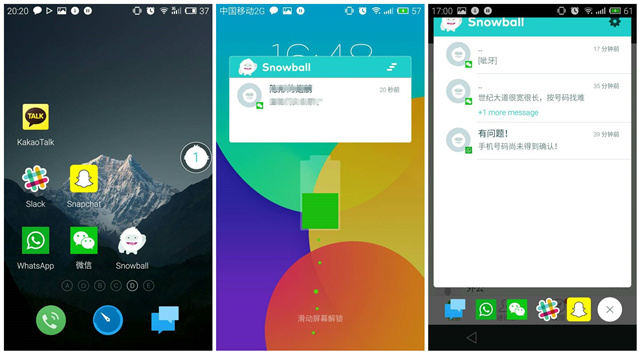 20:20
37
KakaoTalk
1
Slack
Snapchat
WhatsApp
微信
Snowball
A
G
B
C
D
E
中国移动2G
57
Snowball
20 秒前
滑动屏幕解锁
17:00
61
Snowball
..
17 分钟前
[呲牙]
..
35 分钟前
世纪大道很宽很长，按号码找难
+1 more message
有问题！
39 分钟前
手机号码尚未得到确认！